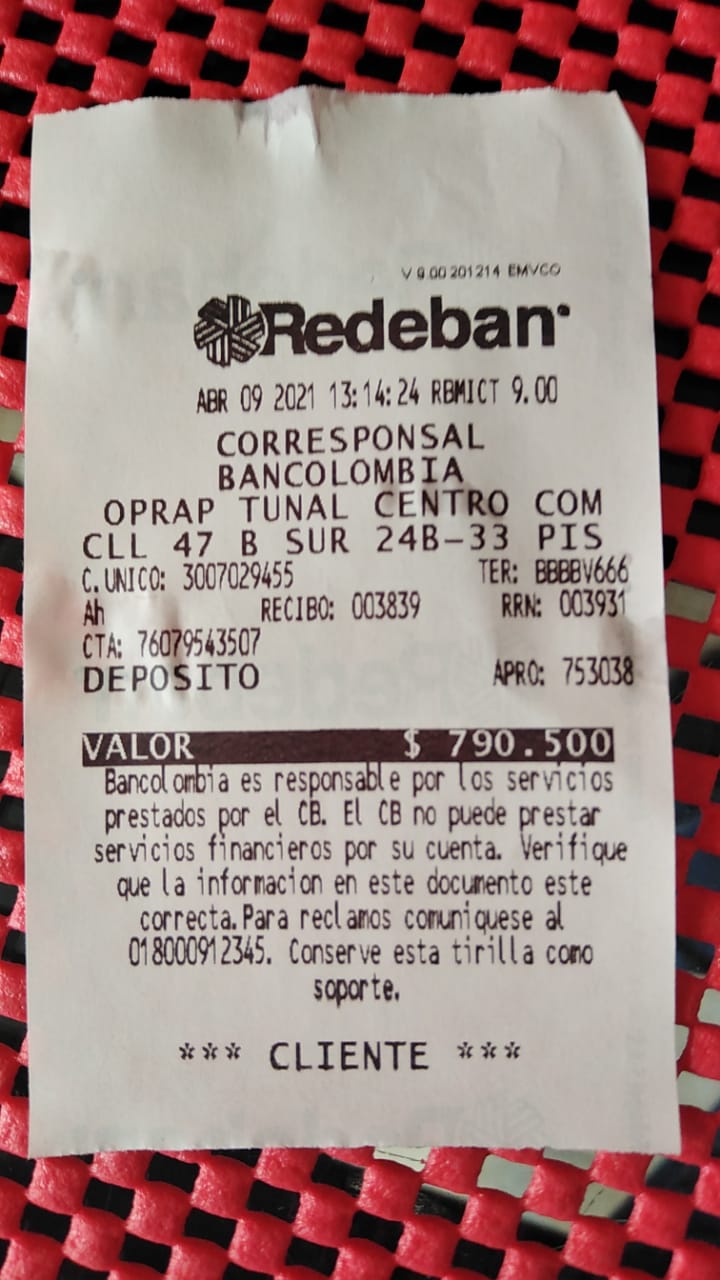 V 9.00 201214 EMVCO
Redeban
ABR 09 2021 13:14:24 RBMICT 9.00
CORRESPONSAL
BANCOLOMBIA
OPRAP TUNAL CENTRO COM
CLL 47 B SUR 24B-33 PIS
C. UNICO: 3007029455 TER: BBBBV666
Ah RECIBO: 003839 RRN: 003931
CTA: 76079543507
DEPOSITO APRO: 753038
VALOR $ 790.500
Bancolombia es responsable por los servicios
prestados por el CB. El CB no puede prestar
servicios financieros por su cuenta. Verifique
que la informacion en este documento este
correcta.Para reclamos comuniquese al
018000912345. Conserve esta tirilla como
soporte.
*** CLIENTE ***